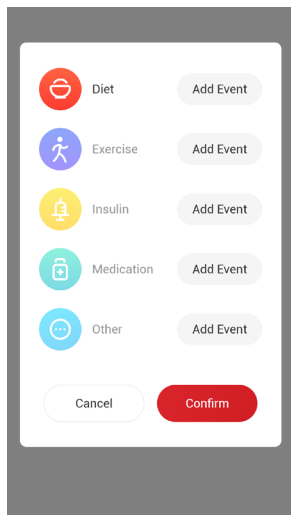 Diet Add Event
Exercise Add Event
Insulin Add Event
Medication Add Event
Other Add Event
Cancel Confirm